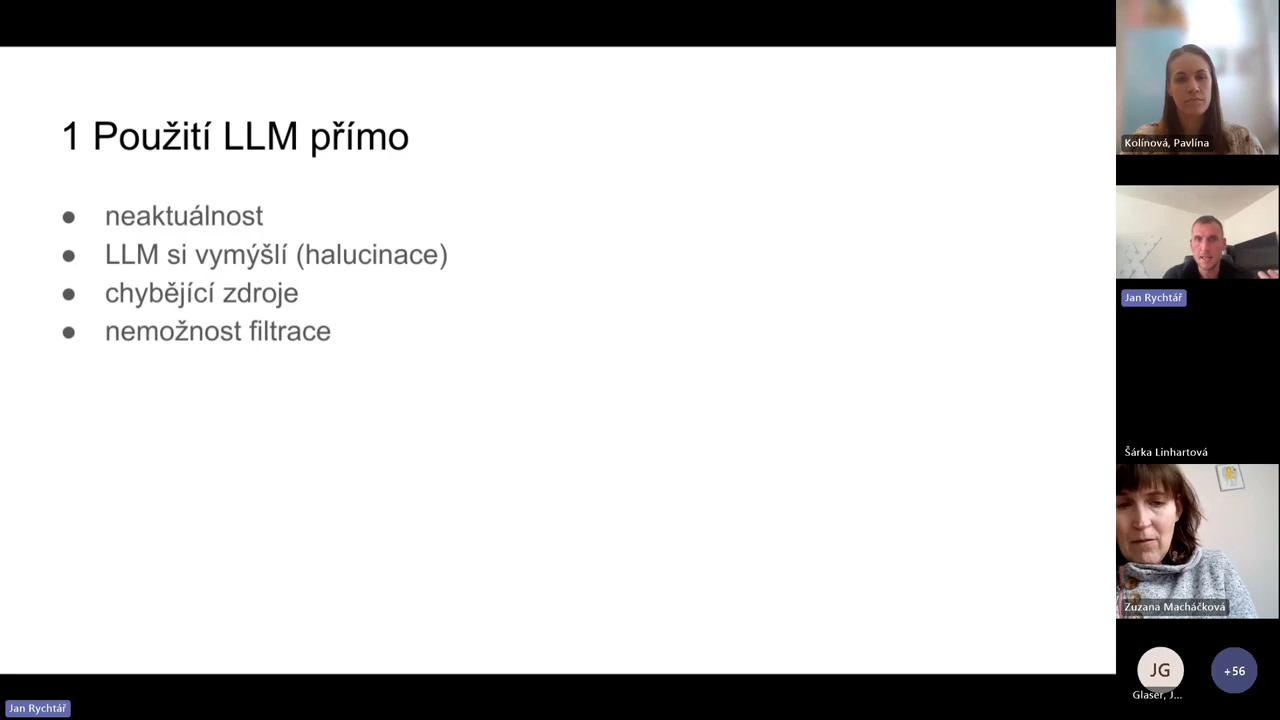 1 Použití LLM přímo
● neaktuálnost
● LLM si vymýšlí (halucinace)
● chybějící zdroje
● nemožnost filtrace
Kolínová, Pavlína
Jan Rychtář
Šárka Linhartová
Zuzana Macháčková
JG
+56
Glaser, J...
Jan Rychtář